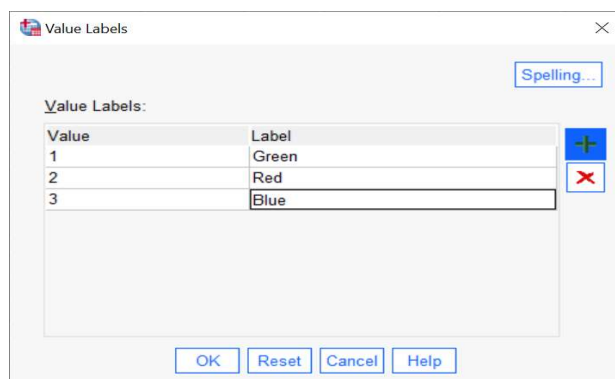 Value Labels
Spelling...
Value Labels:
Value Label
1 Green
2 Red
3 Blue
OK Reset Cancel Help